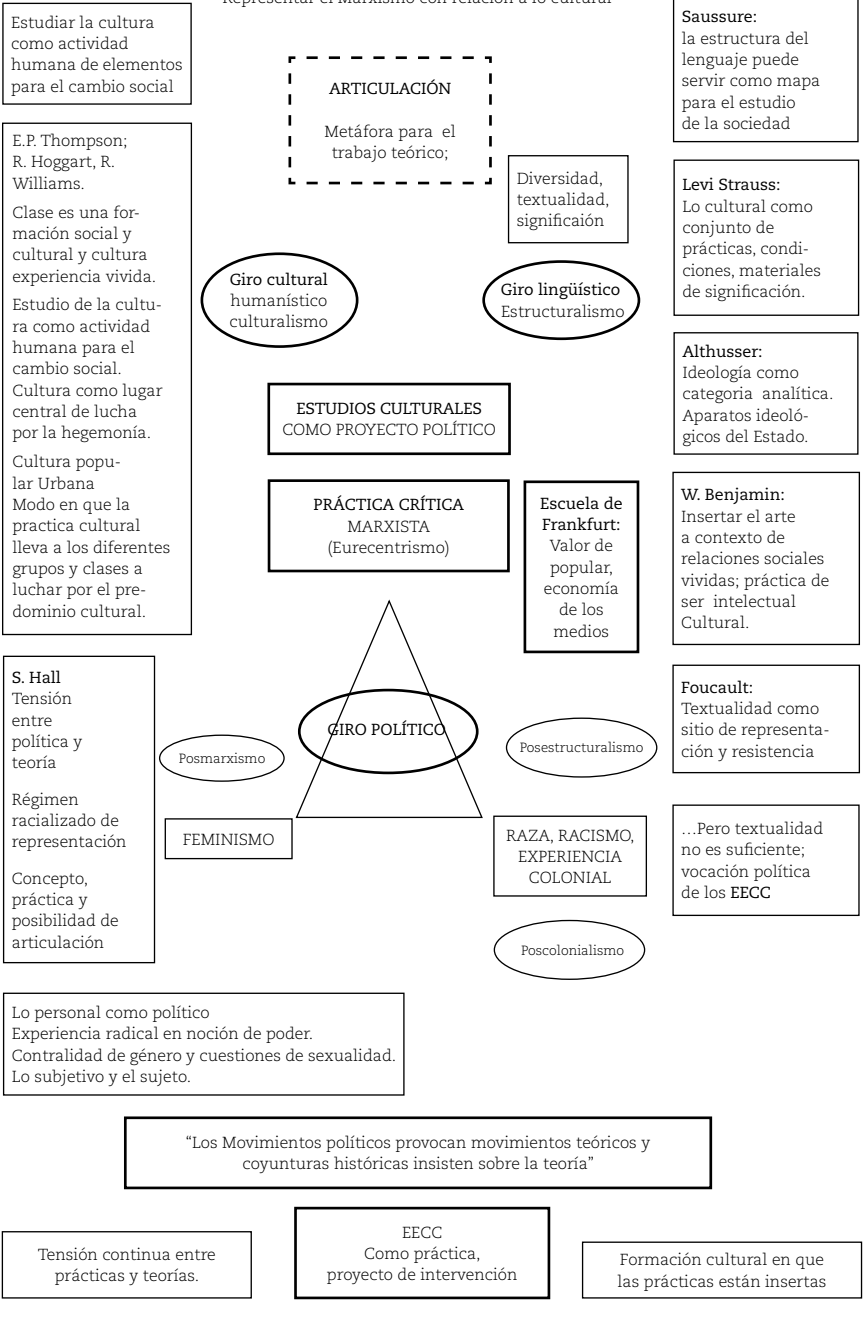 Representar el Marxismo con relación a lo cultural
Estudiar la cultura
como actividad
humana de elementos
para el cambio social
E.P. Thompson;
R. Hoggart, R.
Williams.
Clase es una for-
mación social y
cultural y cultura
experiencia vivida.
Estudio de la cultu-
ra como actividad
humana para el
cambio social.
Cultura como lugar
central de lucha
por la hegemonía.
Cultura popu-
lar Urbana
Modo en que la
practica cultural
lleva a los diferentes
grupos y clases a
luchar por el pre-
dominio cultural.
ARTICULACIÓN
Metáfora para el
trabajo teórico;
Diversidad,
textualidad,
significaión
Giro cultural
humanístico
culturalismo
Giro lingüístico
Estructuralismo
ESTUDIOS CULTURALES
COMO PROYECTO POLÍTICO
PRÁCTICA CRÍTICA
MARXISTA
(Eurecentrismo)
Escuela de
Frankfurt:
Valor de
popular,
economía
de los
medios
Saussure:
la estructura del
lenguaje puede
servir como mapa
para el estudio
de la sociedad
Levi Strauss:
Lo cultural como
conjunto de
prácticas, condi-
ciones, materiales
de significación.
Althusser:
Ideología como
categoria analítica.
Aparatos ideoló-
gicos del Estado.
W. Benjamin:
Insertar el arte
a contexto de
relaciones sociales
vividas; práctica de
ser intelectual
Cultural.
S. Hall
Tensión
entre
política y
teoría
Régimen
racializado de
representación
Concepto,
práctica y
posibilidad de
articulación
Posmarxismo
FEMINISMO
GIRO POLÍTICO
Posestructuralismo
RAZA, RACISMO,
EXPERIENCIA
COLONIAL
Poscolonialismo
Foucault:
Textualidad como
sitio de representa-
ción y resistencia
…Pero textualidad
no es suficiente;
vocación política
de los EECC
Lo personal como político
Experiencia radical en noción de poder.
Contralidad de género y cuestiones de sexualidad.
Lo subjetivo y el sujeto.
“Los Movimientos políticos provocan movimientos teóricos y
coyunturas históricas insisten sobre la teoría”
Tensión continua entre
prácticas y teorías.
EECC
Como práctica,
proyecto de intervención
Formación cultural en que
las prácticas están insertas